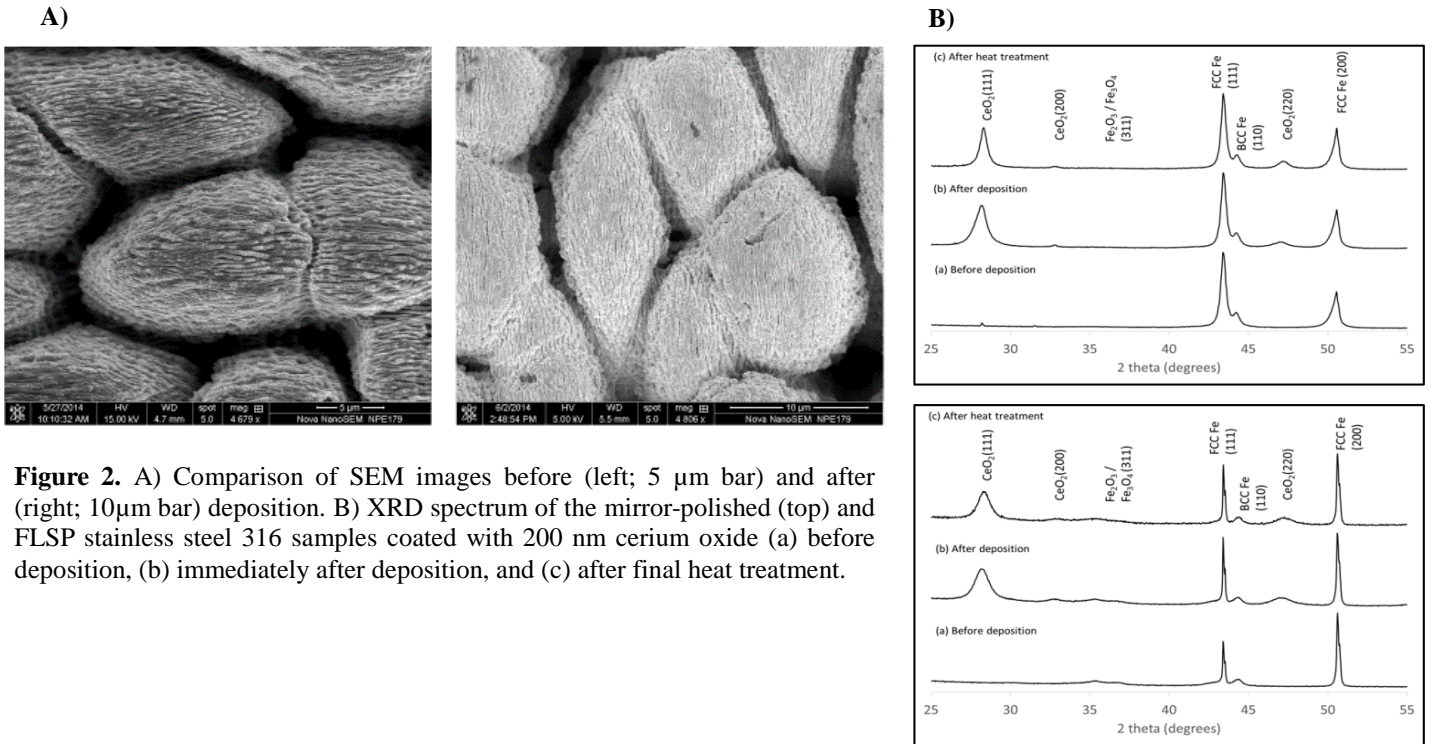 A)
B)
5/27/2014 HV WD spot mag 5 µm
10:10:32 AM 15.00 kV 4.7 mm 5.0 4 679 x Nova NanoSEM NPE179
6/2/2014 HV WD spot mag 10 µm
2:48:54 PM 5.00 kV 5.5 mm 5.0 4 806 x Nova NanoSEM NPE179
Figure 2. A) Comparison of SEM images before (left; 5 µm bar) and after
(right; 10µm bar) deposition. B) XRD spectrum of the mirror-polished (top) and
FLSP stainless steel 316 samples coated with 200 nm cerium oxide (a) before
deposition, (b) immediately after deposition, and (c) after final heat treatment.
(c) After heat treatment
CeO₂(111)
CeO₂(200)
Fe₂O₃ / Fe₃O₄
(311)
FCC Fe
(111)
BCC Fe
(110)
CeO₂(220)
FCC Fe (200)
(b) After deposition
(a) Before deposition
25 30 35 40 45 50 55
2 theta (degrees)
(c) After heat treatment
CeO₂(111)
CeO₂(200)
Fe₂O₃ /
Fe₃O₄ (311)
FCC Fe
(111)
BCC Fe
(110)
CeO₂(220)
FCC Fe
(200)
(b) After deposition
(a) Before deposition
25 30 35 40 45 50 55
2 theta (degrees)